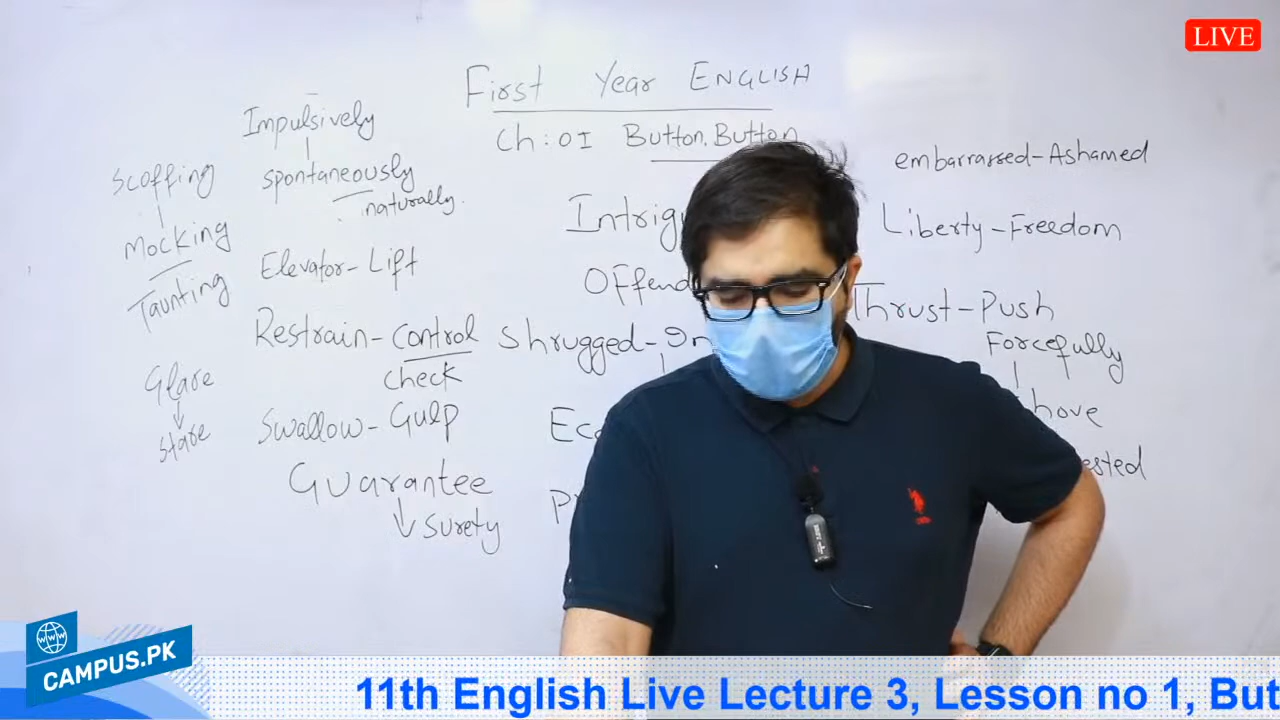 LIVE
First Year ENGLISH
Ch: 01 Button, Button
Impulsively
spontaneously
naturally.
Scoffing
Mocking
Taunting
Glare
Stare
Elevator-Lift
Restrain-control
check
Swallow-Gulp
Guarantee
Surety
Shrugged-
embarrassed-Ashamed
Liberty-Freedom
Thrust-Push
Forcefully
WWW
CAMPUS.PK
11th English Live Lecture 3, Lesson no 1, But